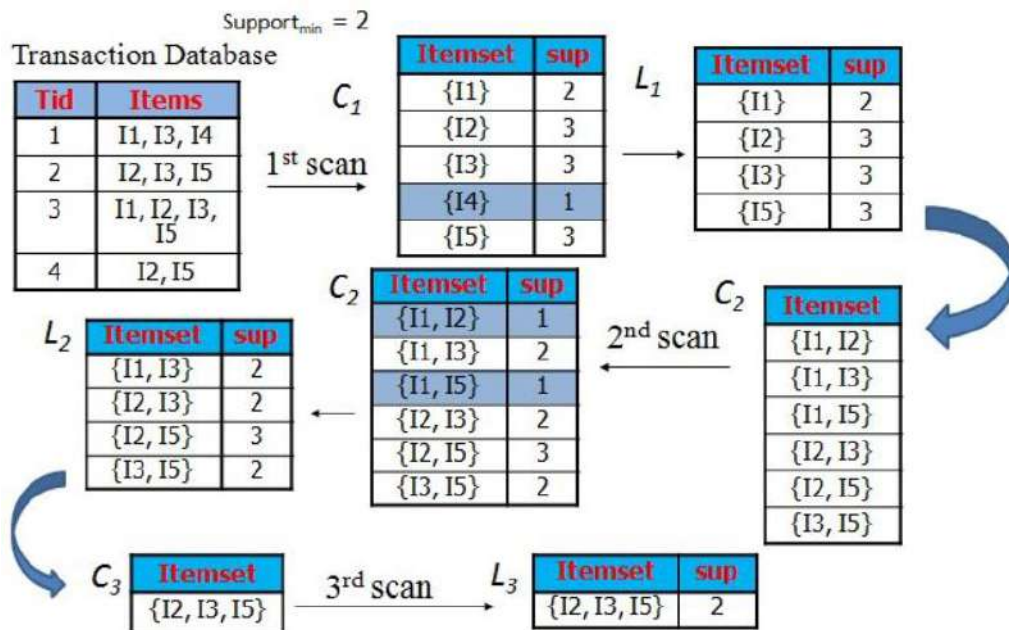 Support_min = 2
Transaction Database
Tid Items
1 I1, I3, I4
2 I2, I3, I5
3 I1, I2, I3,
I5
4 I2, I5
1st scan
C1
Itemset sup
{I1} 2
{I2} 3
{I3} 3
{I4} 1
{I5} 3
L1
Itemset sup
{I1} 2
{I2} 3
{I3} 3
{I5} 3
C2
Itemset
{I1, I2}
{I1, I3}
{I1, I5}
{I2, I3}
{I2, I5}
{I3, I5}
2nd scan
C2
Itemset sup
{I1, I2} 1
{I1, I3} 2
{I1, I5} 1
{I2, I3} 2
{I2, I5} 3
{I3, I5} 2
L2
Itemset sup
{I1, I3} 2
{I2, I3} 2
{I2, I5} 3
{I3, I5} 2
C3
Itemset
{I2, I3, I5}
3rd scan
L3
Itemset sup
{I2, I3, I5} 2